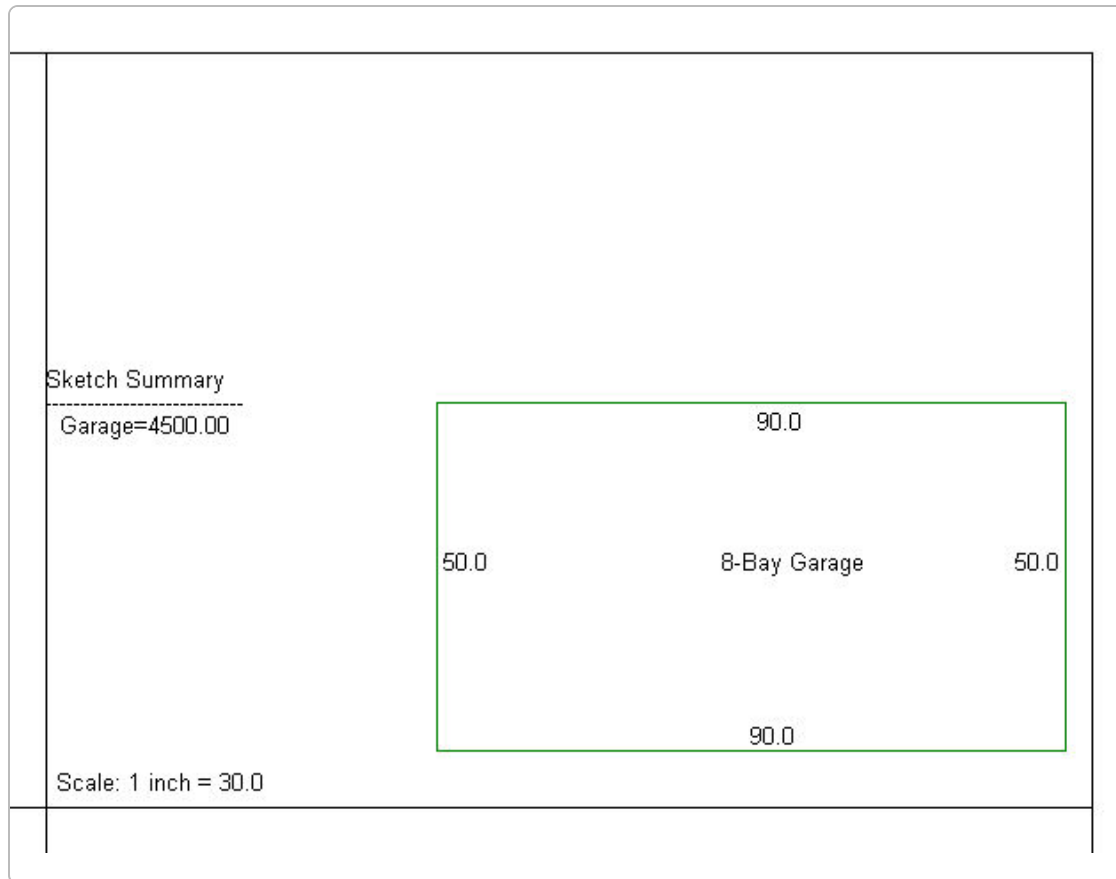 Sketch Summary
---------------------------
Garage=4500.00
90.0
50.0
8-Bay Garage
50.0
90.0
Scale: 1 inch = 30.0